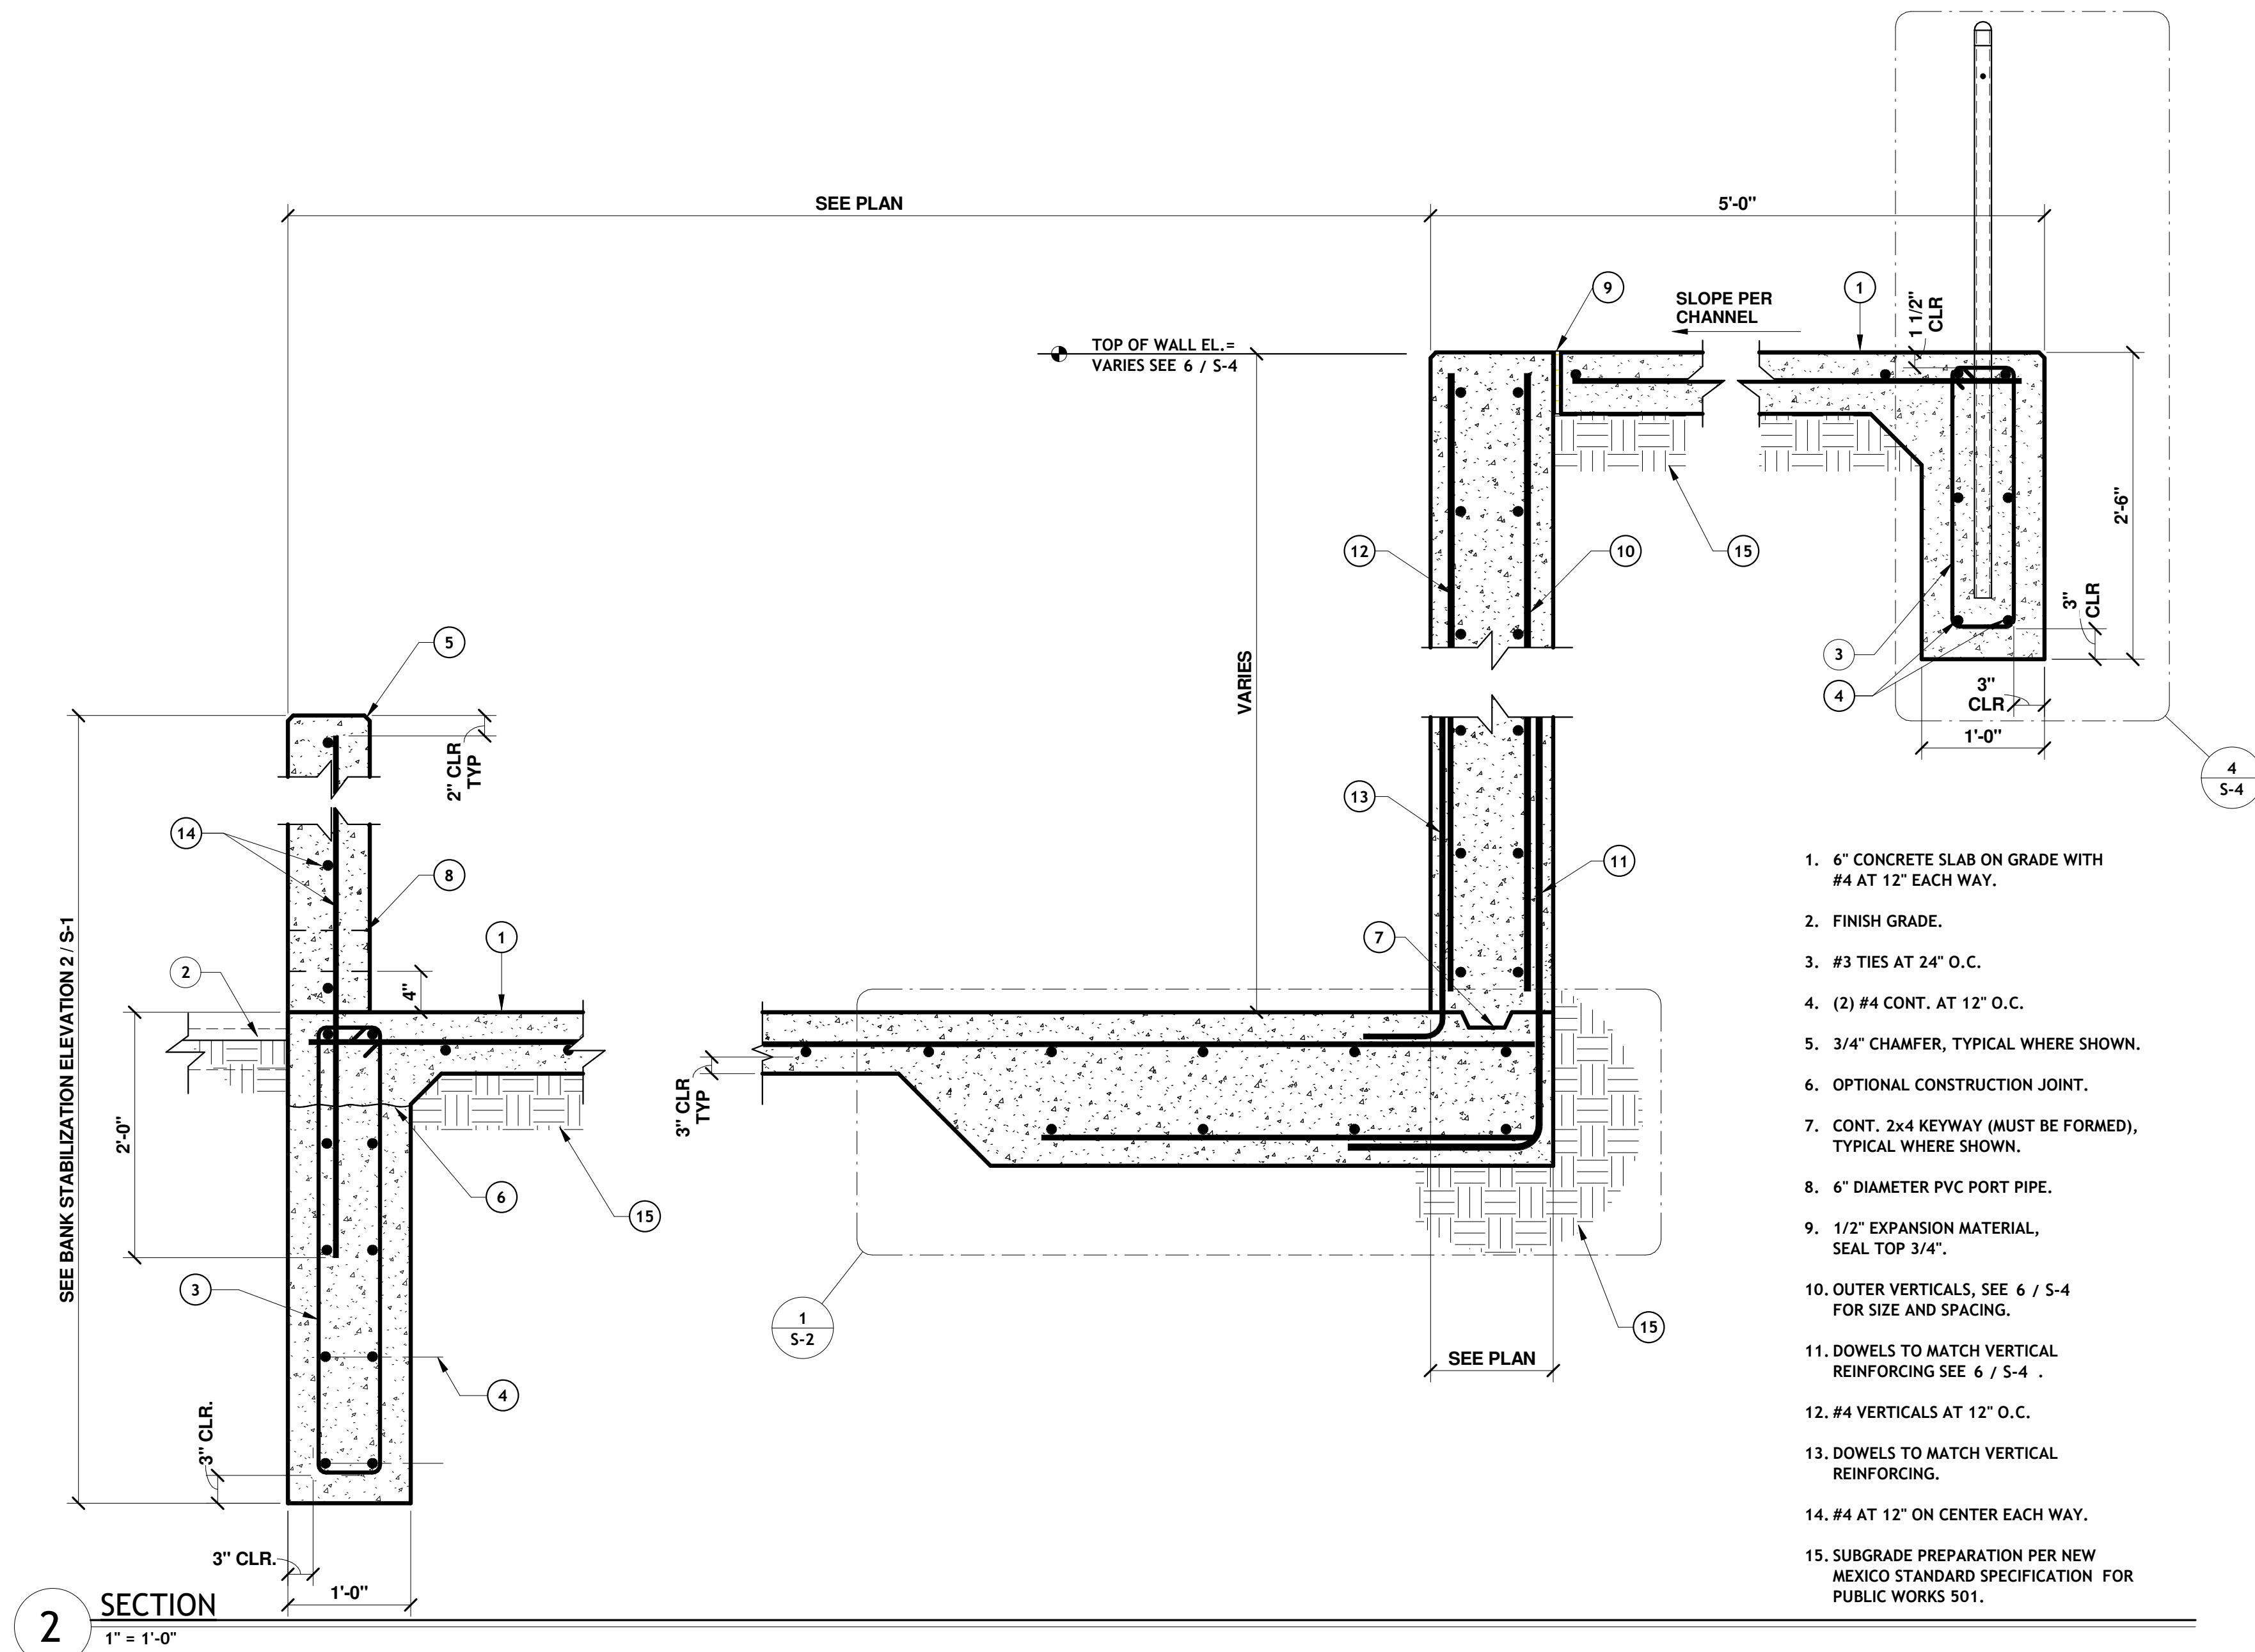 SEE PLAN
5'-0"
9
SLOPE PER
CHANNEL
1
1 1/2"
CLR
TOP OF WALL EL.=
VARIES SEE 6 / S-4
2'-6"
12
10
15
3"
CLR
VARIES
5
3
4
3"
CLR
1'-0"
4
S-4
2" CLR
TYP
14
8
13
11
SEE BANK STABILIZATION ELEVATION 2 / S-1
1
7
2
4"
3" CLR
TYP
2'-0"
6
15
3
1
S-2
15
SEE PLAN
4
3" CLR.
3" CLR.
1'-0"
1. 6" CONCRETE SLAB ON GRADE WITH
#4 AT 12" EACH WAY.
2. FINISH GRADE.
3. #3 TIES AT 24" O.C.
4. (2) #4 CONT. AT 12" O.C.
5. 3/4" CHAMFER, TYPICAL WHERE SHOWN.
6. OPTIONAL CONSTRUCTION JOINT.
7. CONT. 2x4 KEYWAY (MUST BE FORMED),
TYPICAL WHERE SHOWN.
8. 6" DIAMETER PVC PORT PIPE.
9. 1/2" EXPANSION MATERIAL,
SEAL TOP 3/4".
10. OUTER VERTICALS, SEE 6 / S-4
FOR SIZE AND SPACING.
11. DOWELS TO MATCH VERTICAL
REINFORCING SEE 6 / S-4 .
12. #4 VERTICALS AT 12" O.C.
13. DOWELS TO MATCH VERTICAL
REINFORCING.
14. #4 AT 12" ON CENTER EACH WAY.
15. SUBGRADE PREPARATION PER NEW
MEXICO STANDARD SPECIFICATION FOR
PUBLIC WORKS 501.
2
SECTION
1" = 1'-0"